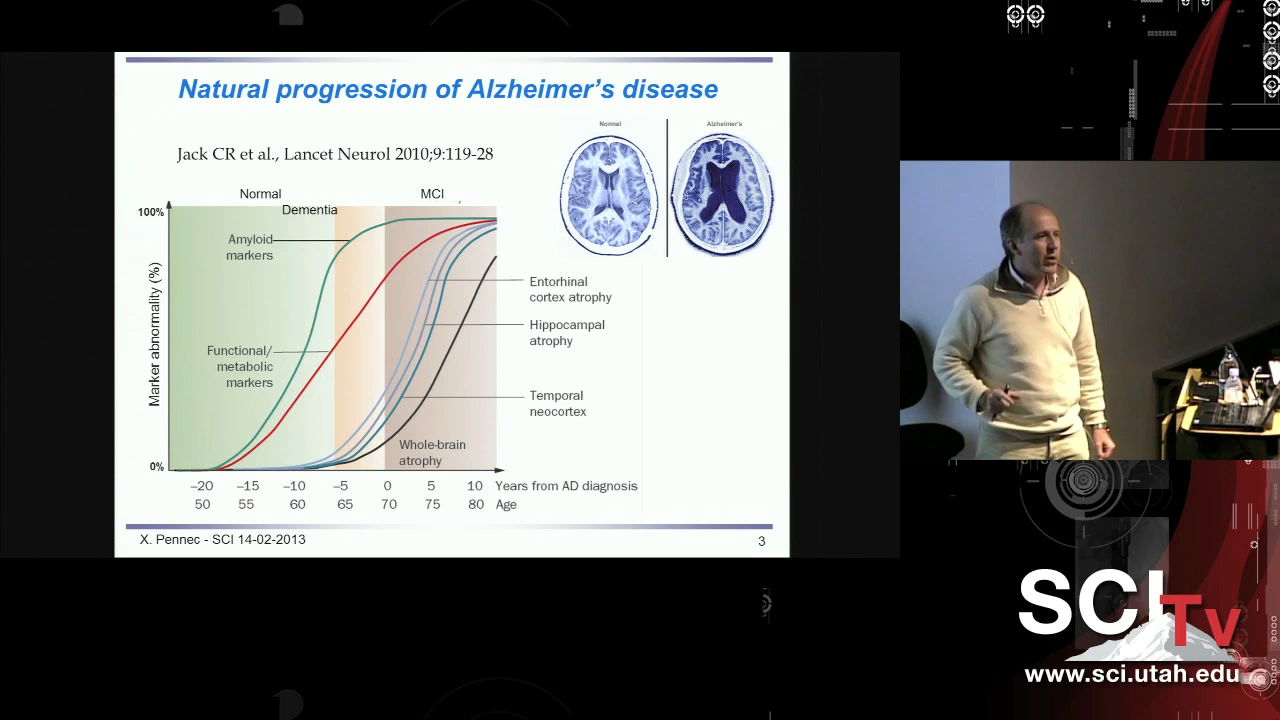 Natural progression of Alzheimer's disease
Normal
Alzheimer's
Jack CR et al., Lancet Neurol 2010;9:119-28
Normal
MCI
Dementia
100%
Amyloid
markers
Functional/
metabolic
markers
Marker abnormality (%)
0%
Entorhinal
cortex atrophy
Hippocampal
atrophy
Temporal
neocortex
Whole-brain
atrophy
–20 –15 –10 –5 0 5 10 Years from AD diagnosis
50 55 60 65 70 75 80 Age
X. Pennec - SCI 14-02-2013
3
SCI
Tv
www.sci.utah.edu